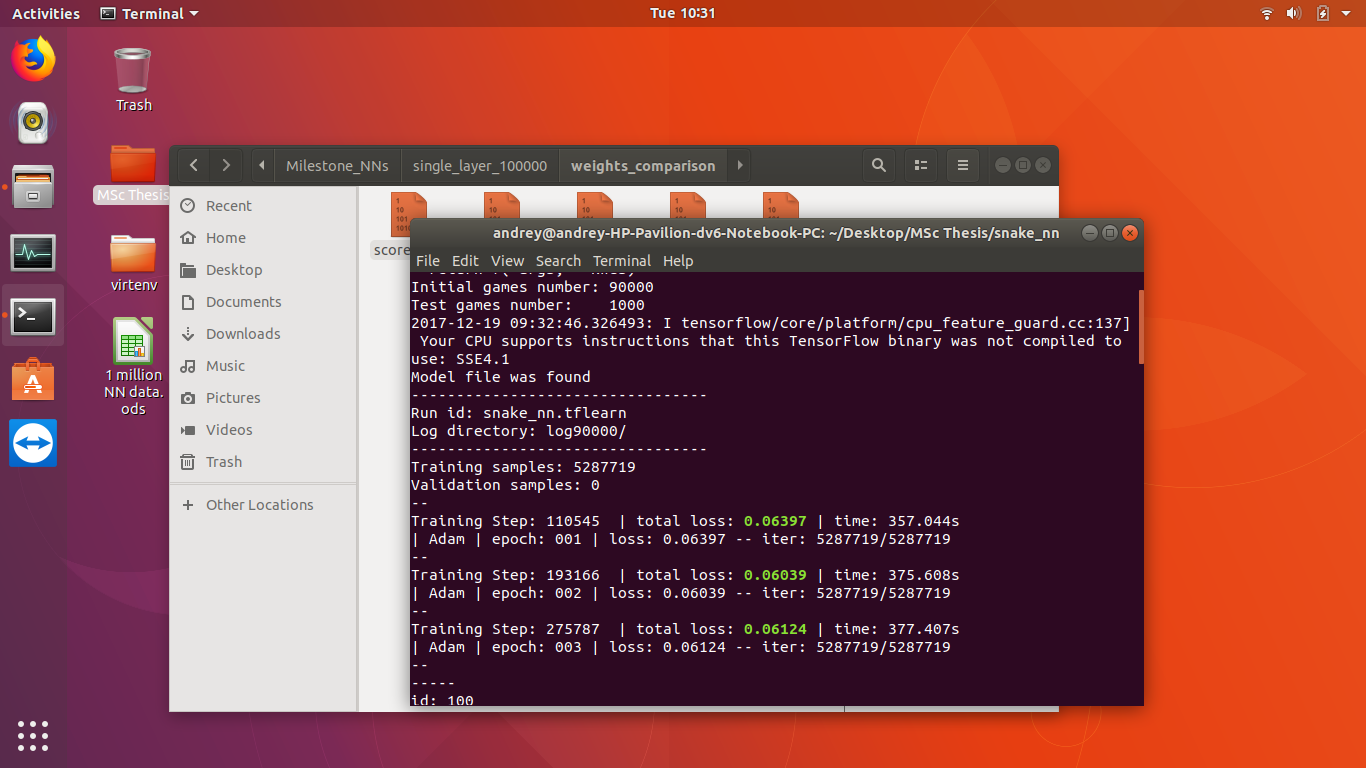 Activities
Terminal
Tue 10:31
Trash
MSc Thesis
virtenv
1 million
NN data.
ods
Milestone_NNs
single_layer_100000
weights_comparison
Recent
Home
Desktop
Documents
Downloads
Music
Pictures
Videos
Trash
Other Locations
score
andrey@andrey-HP-Pavilion-dv6-Notebook-PC: ~/Desktop/MSc Thesis/snake_nn
File Edit View Search Terminal Help
Initial games number: 90000
Test games number:    1000
2017-12-19 09:32:46.326493: I tensorflow/core/platform/cpu_feature_guard.cc:137]
Your CPU supports instructions that this TensorFlow binary was not compiled to
use: SSE4.1
Model file was found
---------------------------------
Run id: snake_nn.tflearn
Log directory: log90000/
---------------------------------
Training samples: 5287719
Validation samples: 0
--
Training Step: 110545  | total loss: 0.06397 | time: 357.044s
| Adam | epoch: 001 | loss: 0.06397 -- iter: 5287719/5287719
--
Training Step: 193166  | total loss: 0.06039 | time: 375.608s
| Adam | epoch: 002 | loss: 0.06039 -- iter: 5287719/5287719
--
Training Step: 275787  | total loss: 0.06124 | time: 377.407s
| Adam | epoch: 003 | loss: 0.06124 -- iter: 5287719/5287719
--
-----
id: 100